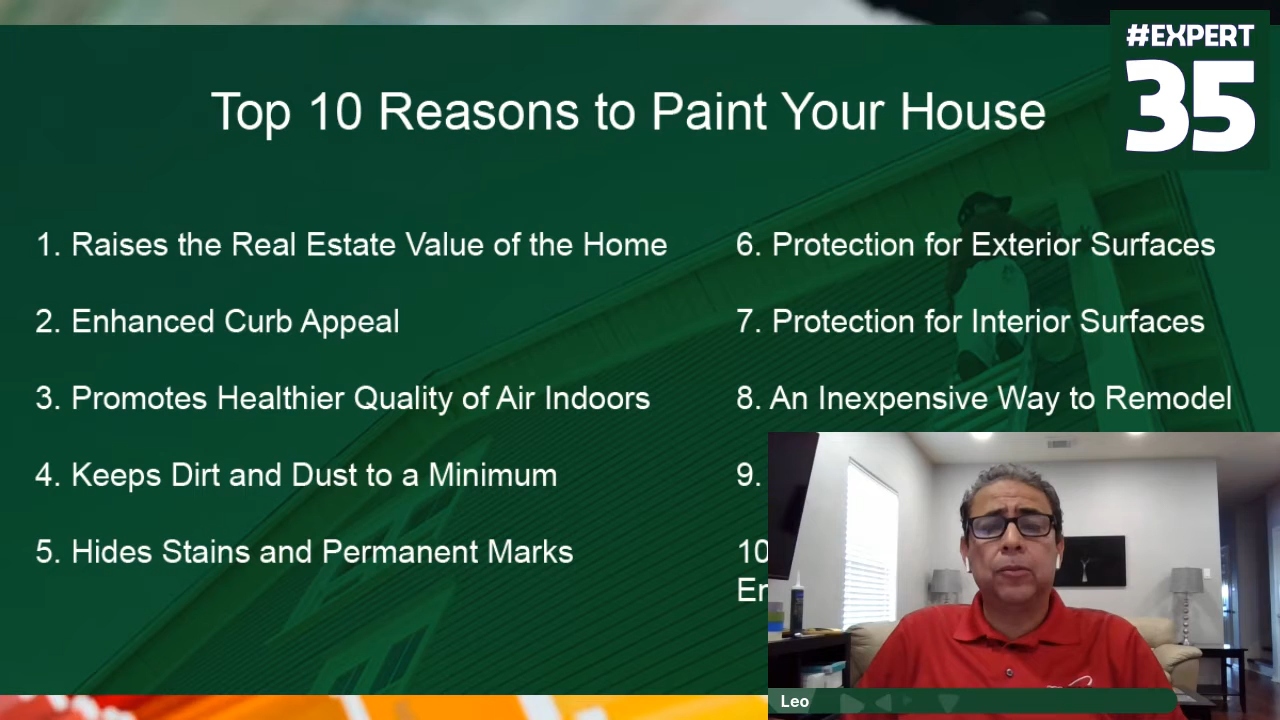 #EXPERT
35
Top 10 Reasons to Paint Your House
1. Raises the Real Estate Value of the Home
2. Enhanced Curb Appeal
3. Promotes Healthier Quality of Air Indoors
4. Keeps Dirt and Dust to a Minimum
5. Hides Stains and Permanent Marks
6. Protection for Exterior Surfaces
7. Protection for Interior Surfaces
8. An Inexpensive Way to Remodel
9.
10
Leo